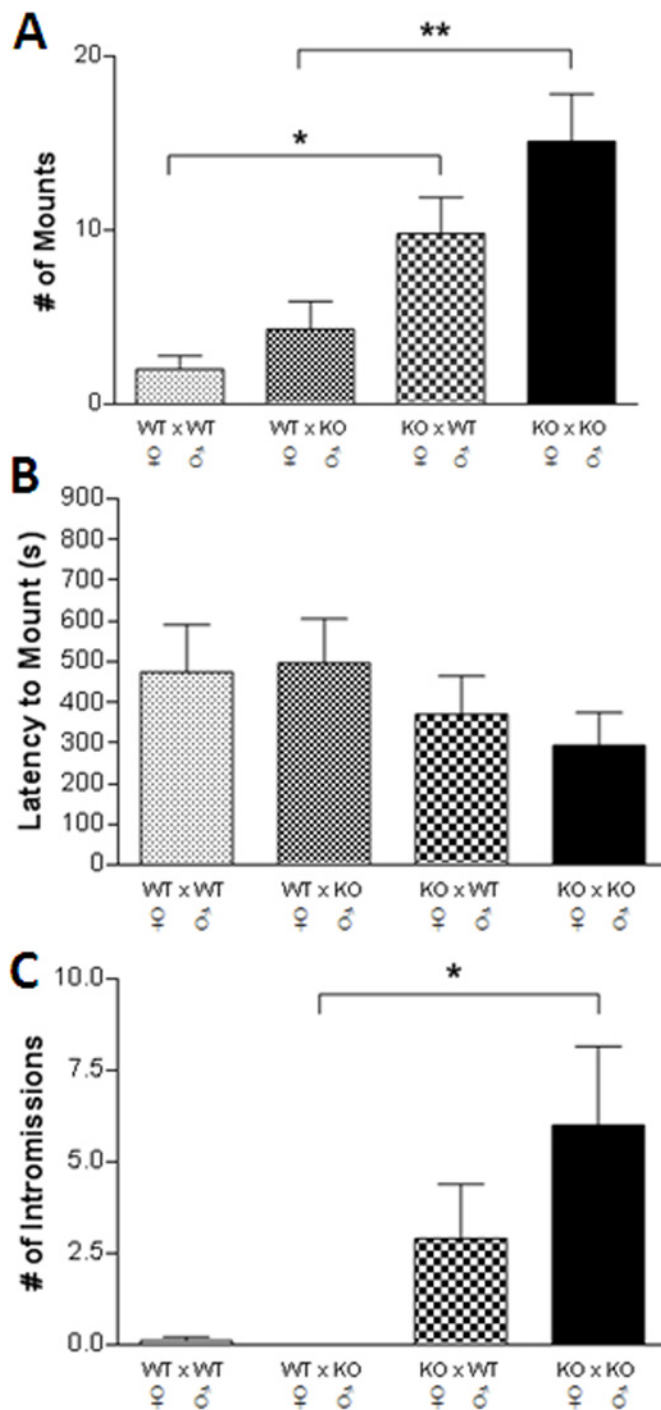 A
**
20
*
# of Mounts
10
0
WT x WT WT x KO KO x WT KO x KO
♀ ♂ ♀ ♂ ♀ ♂ ♀ ♂
B
900
800
700
600
500
400
300
200
100
0
Latency to Mount (s)
WT x WT WT x KO KO x WT KO x KO
♀ ♂ ♀ ♂ ♀ ♂ ♀ ♂
C
10.0
*
7.5
5.0
2.5
0.0
# of Intromissions
WT x WT WT x KO KO x WT KO x KO
♀ ♂ ♀ ♂ ♀ ♂ ♀ ♂